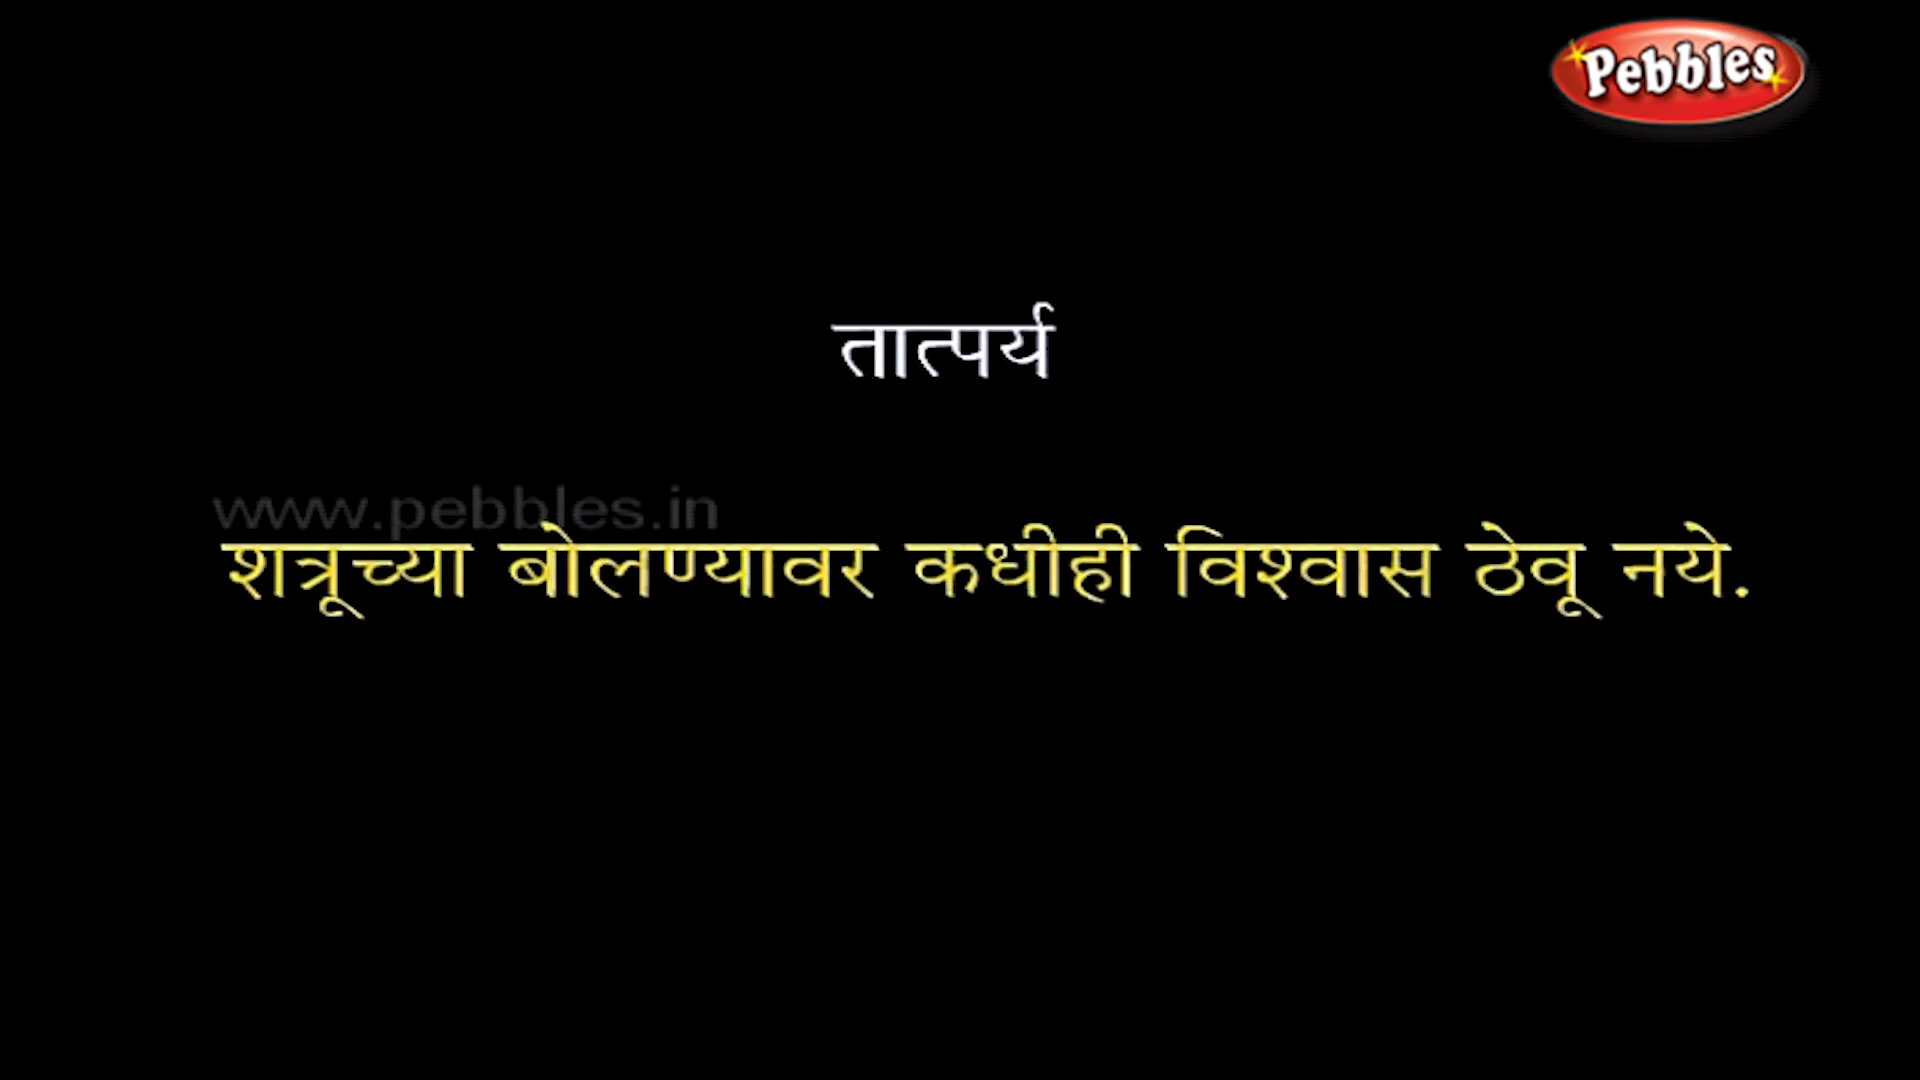 Pebbles
तात्पर्य
www.pebbles.in
शत्रूच्या बोलण्यावर कधीही विश्वास ठेवू नये.